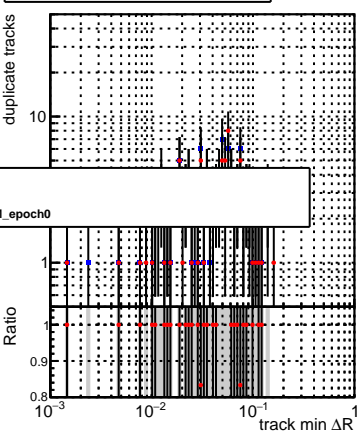 duplicate tracks
10
_epoch0
1
Ratio
1
0.9
0.8
10−3 10−2 10−1 1
track min ΔR